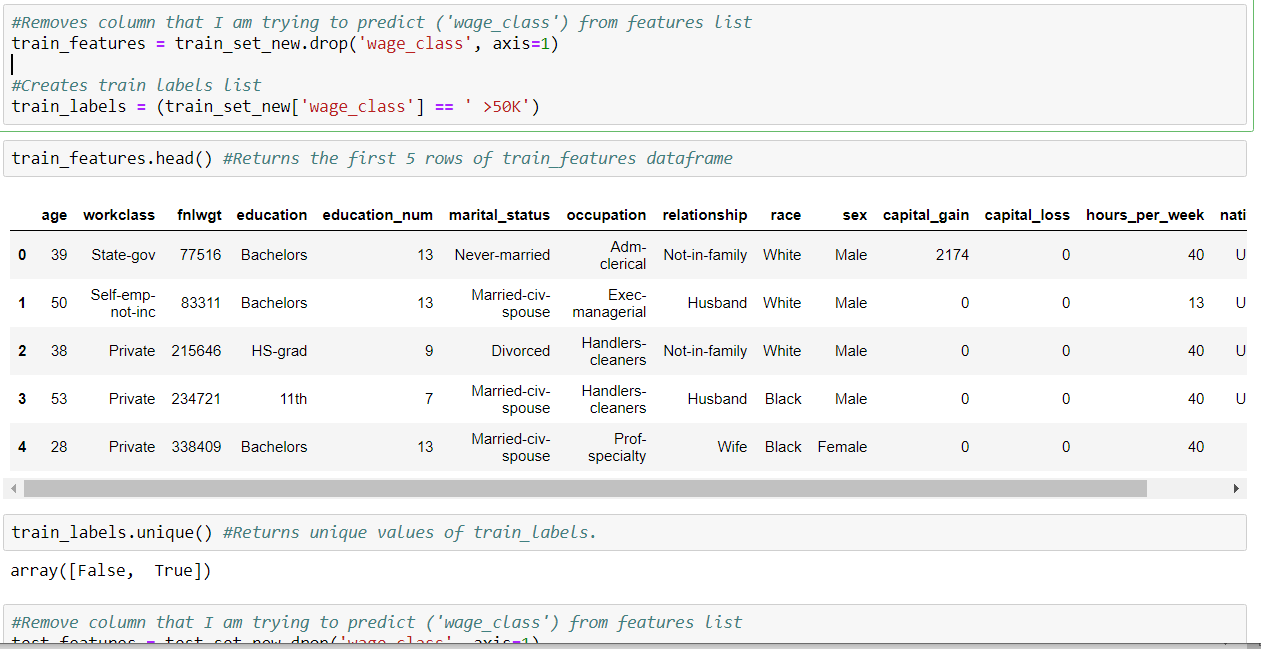 #Removes column that I am trying to predict ('wage_class') from features list
train_features = train_set_new.drop('wage_class', axis=1)
#Creates train labels list
train_labels = (train_set_new['wage_class'] == ' >50K')
train_features.head() #Returns the first 5 rows of train_features dataframe
age workclass fnlwgt education education_num marital_status occupation relationship race sex capital_gain capital_loss hours_per_week nati
0 39 State-gov 77516 Bachelors 13 Never-married Adm-clerical Not-in-family White Male 2174 0 40 U
1 50 Self-emp-not-inc 83311 Bachelors 13 Married-civ-spouse Exec-managerial Husband White Male 0 0 13 U
2 38 Private 215646 HS-grad 9 Divorced Handlers-cleaners Not-in-family White Male 0 0 40 U
3 53 Private 234721 11th 7 Married-civ-spouse Handlers-cleaners Husband Black Male 0 0 40 U
4 28 Private 338409 Bachelors 13 Married-civ-spouse Prof-specialty Wife Black Female 0 0 40
train_labels.unique() #Returns unique values of train_labels.
array([False,  True])
#Remove column that I am trying to predict ('wage_class') from features list
test_features = test_set_new.drop('wage_class', axis=1)